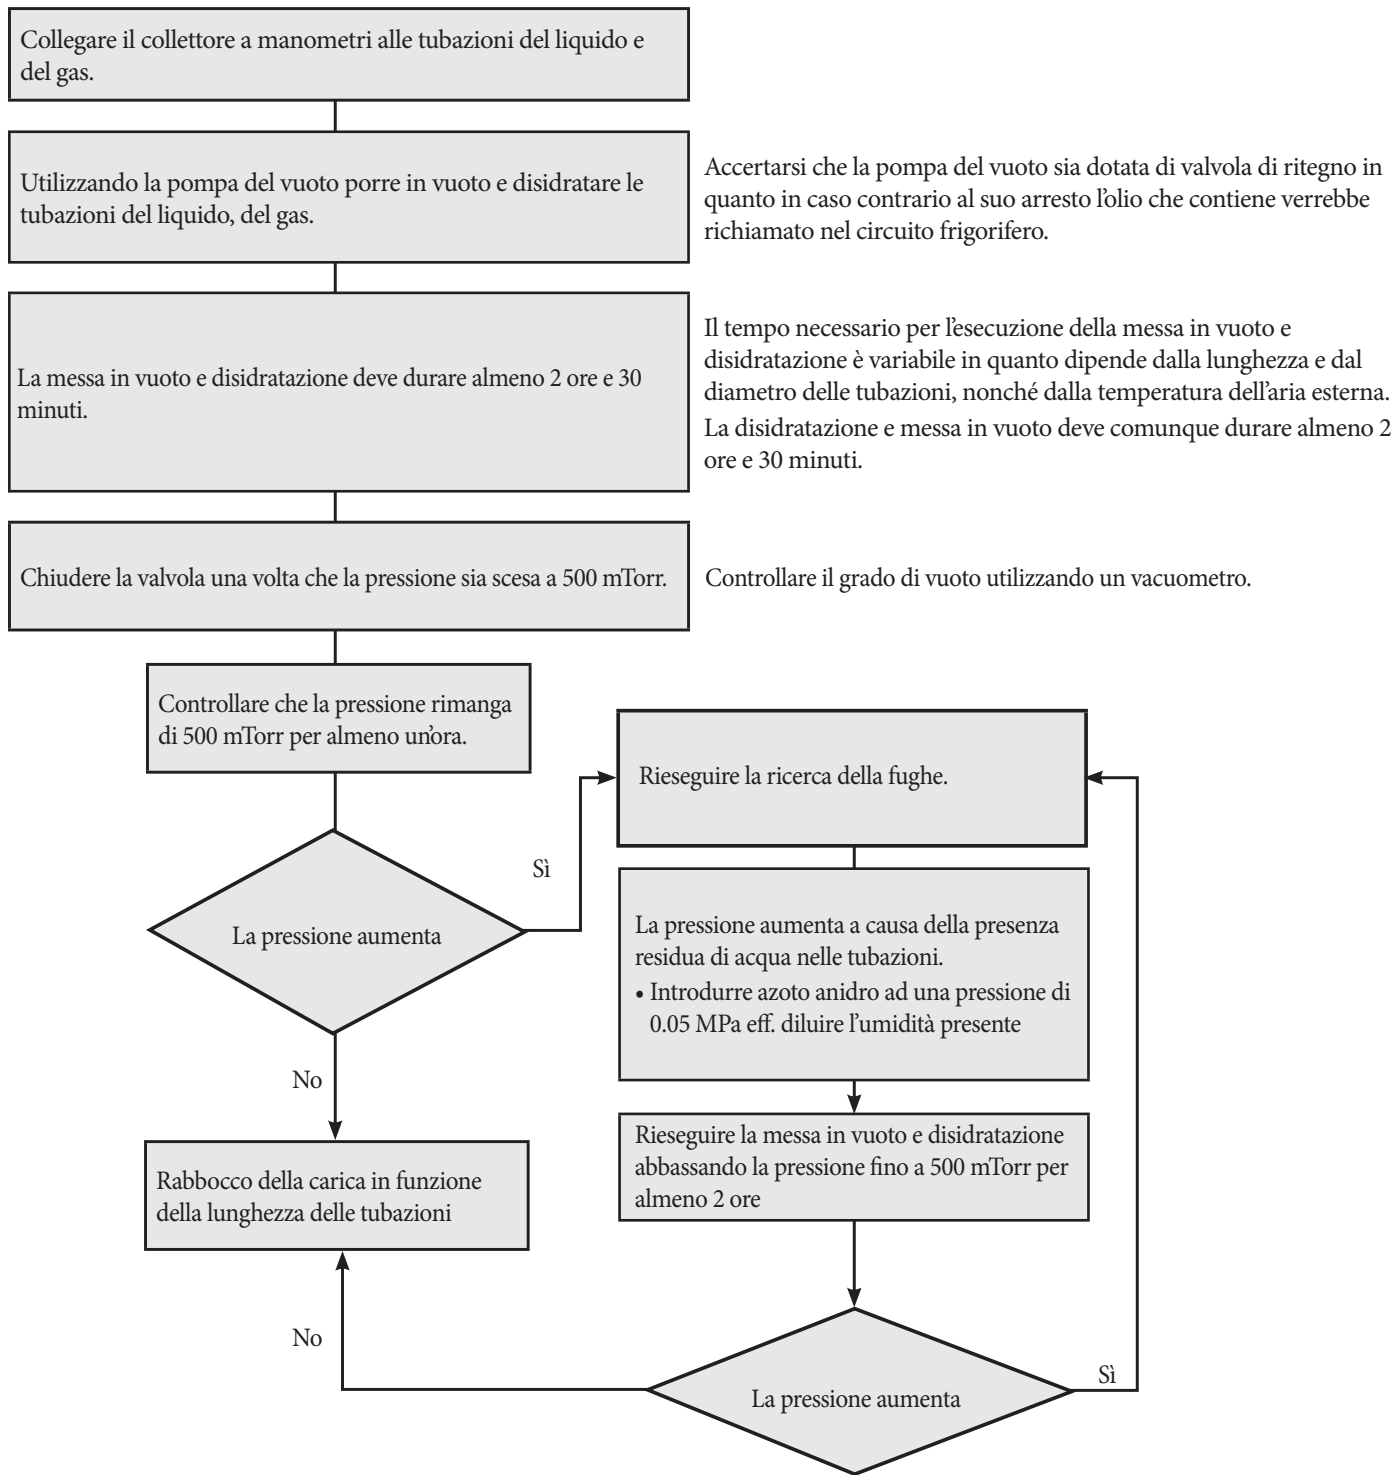 Collegare il collettore a manometri alle tubazioni del liquido e
del gas.
Utilizzando la pompa del vuoto porre in vuoto e disidratare le
tubazioni del liquido, del gas.
Accertarsi che la pompa del vuoto sia dotata di valvola di ritegno in
quanto in caso contrario al suo arresto l'olio che contiene verrebbe
richiamato nel circuito frigorifero.
La messa in vuoto e disidratazione deve durare almeno 2 ore e 30
minuti.
Il tempo necessario per l'esecuzione della messa in vuoto e
disidratazione è variabile in quanto dipende dalla lunghezza e dal
diametro delle tubazioni, nonché dalla temperatura dell'aria esterna.
La disidratazione e messa in vuoto deve comunque durare almeno 2
ore e 30 minuti.
Chiudere la valvola una volta che la pressione sia scesa a 500 mTorr.
Controllare il grado di vuoto utilizzando un vacuometro.
Controllare che la pressione rimanga
di 500 mTorr per almeno un'ora.
Rieseguire la ricerca della fughe.
Sì
La pressione aumenta
La pressione aumenta a causa della presenza
residua di acqua nelle tubazioni.
• Introdurre azoto anidro ad una pressione di
0.05 MPa eff. diluire l'umidità presente
No
Rieseguire la messa in vuoto e disidratazione
abbassando la pressione fino a 500 mTorr per
almeno 2 ore
Rabbocco della carica in funzione
della lunghezza delle tubazioni
No
Sì
La pressione aumenta